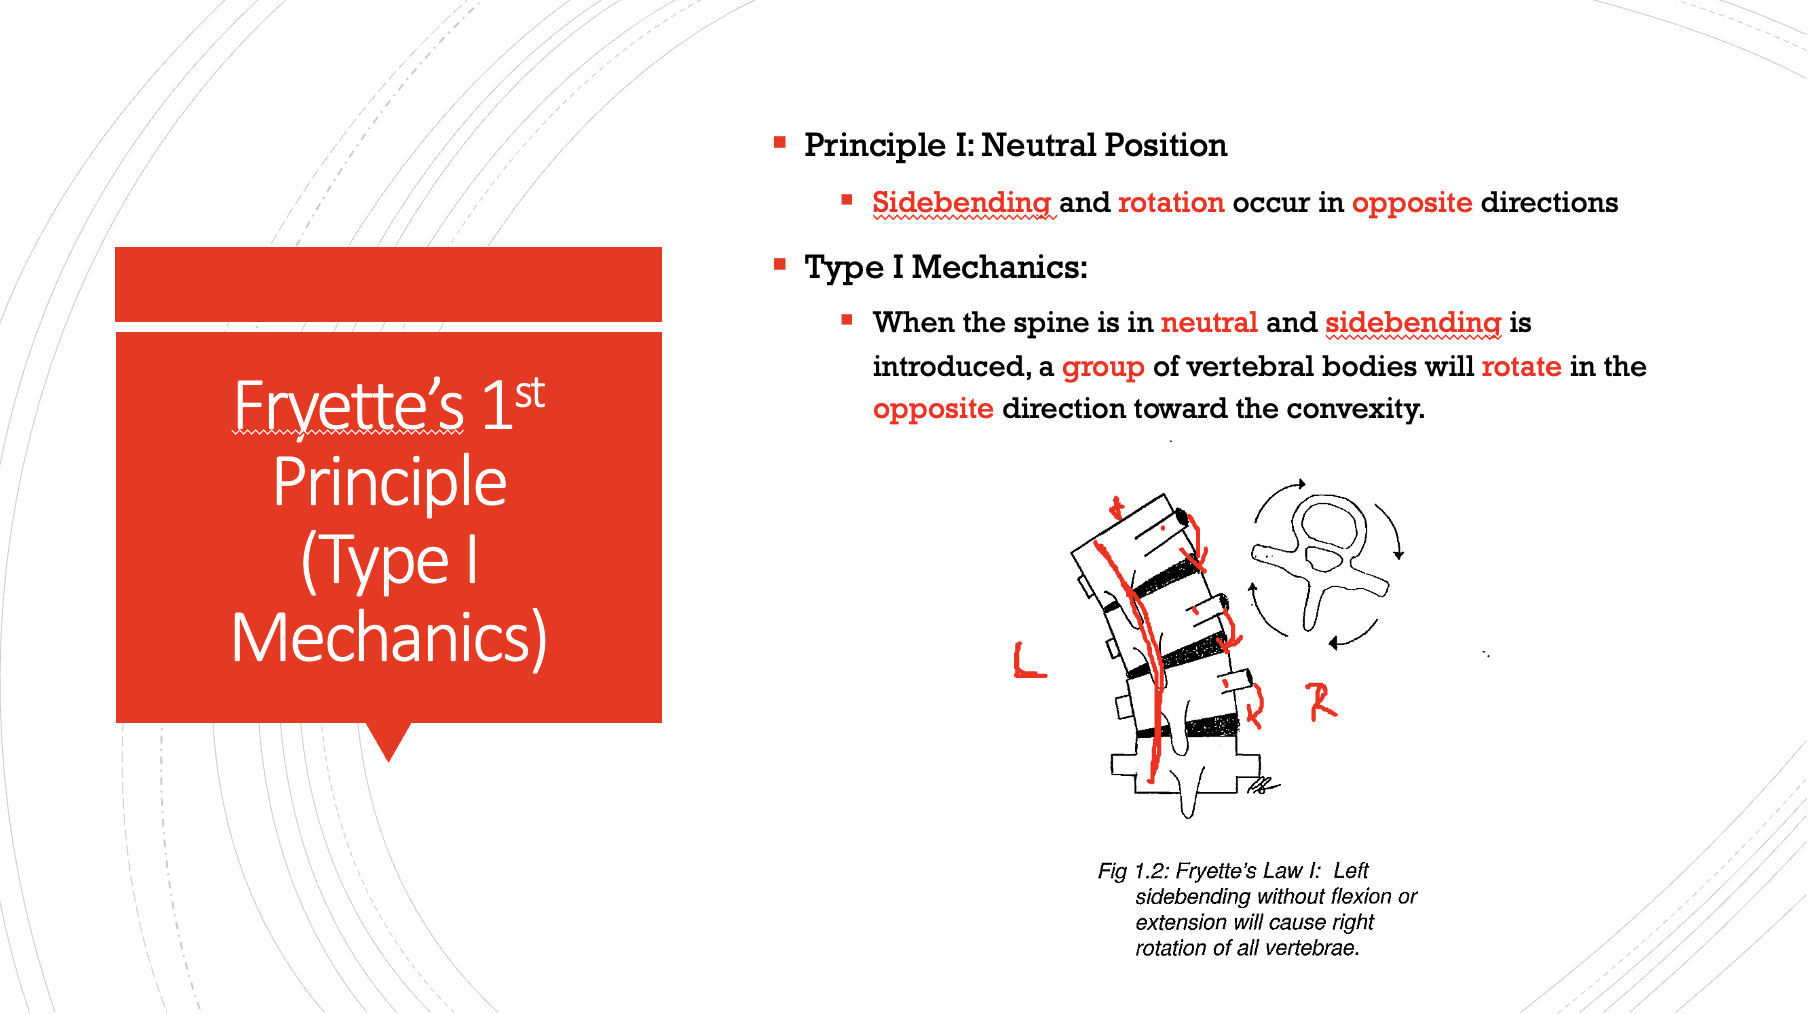 Fryette's 1st
Principle
(Type I
Mechanics)
Principle I: Neutral Position
Sidebending and rotation occur in opposite directions
Type I Mechanics:
When the spine is in neutral and sidebending is
introduced, a group of vertebral bodies will rotate in the
opposite direction toward the convexity.
L
R
Fig 1.2: Fryette's Law I: Left
sidebending without flexion or
extension will cause right
rotation of all vertebrae.